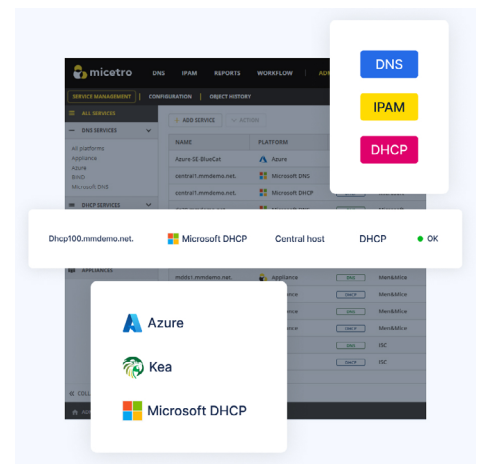 DNS
IPAM
DHCP
micetro DNS IPAM REPORTS WORKFLOW
SERVICE MANAGEMENT CONFIGURATION OBJECT HISTORY
ALL SERVICES
+ ADD SERVICE ACTION
DNS SERVICES
NAME PLATFORM
All platforms
Appliance
Azure
BIND
Microsoft DNS
Azure-SE-BlueCat Azure
central1.mmdemo.net. Microsoft DNS
central1.mmdemo.net. Microsoft DHCP
DHCP SERVICES
Dhcp100.mmdemo.net. Microsoft DHCP Central host DHCP OK
APPLIANCES
mdds1.mmdemo.net. Appliance DNS Men&Mice
DHCP Men&Mice
DNS Men&Mice
DHCP Men&Mice
DNS ISC
DHCP ISC
Azure
Kea
Microsoft DHCP